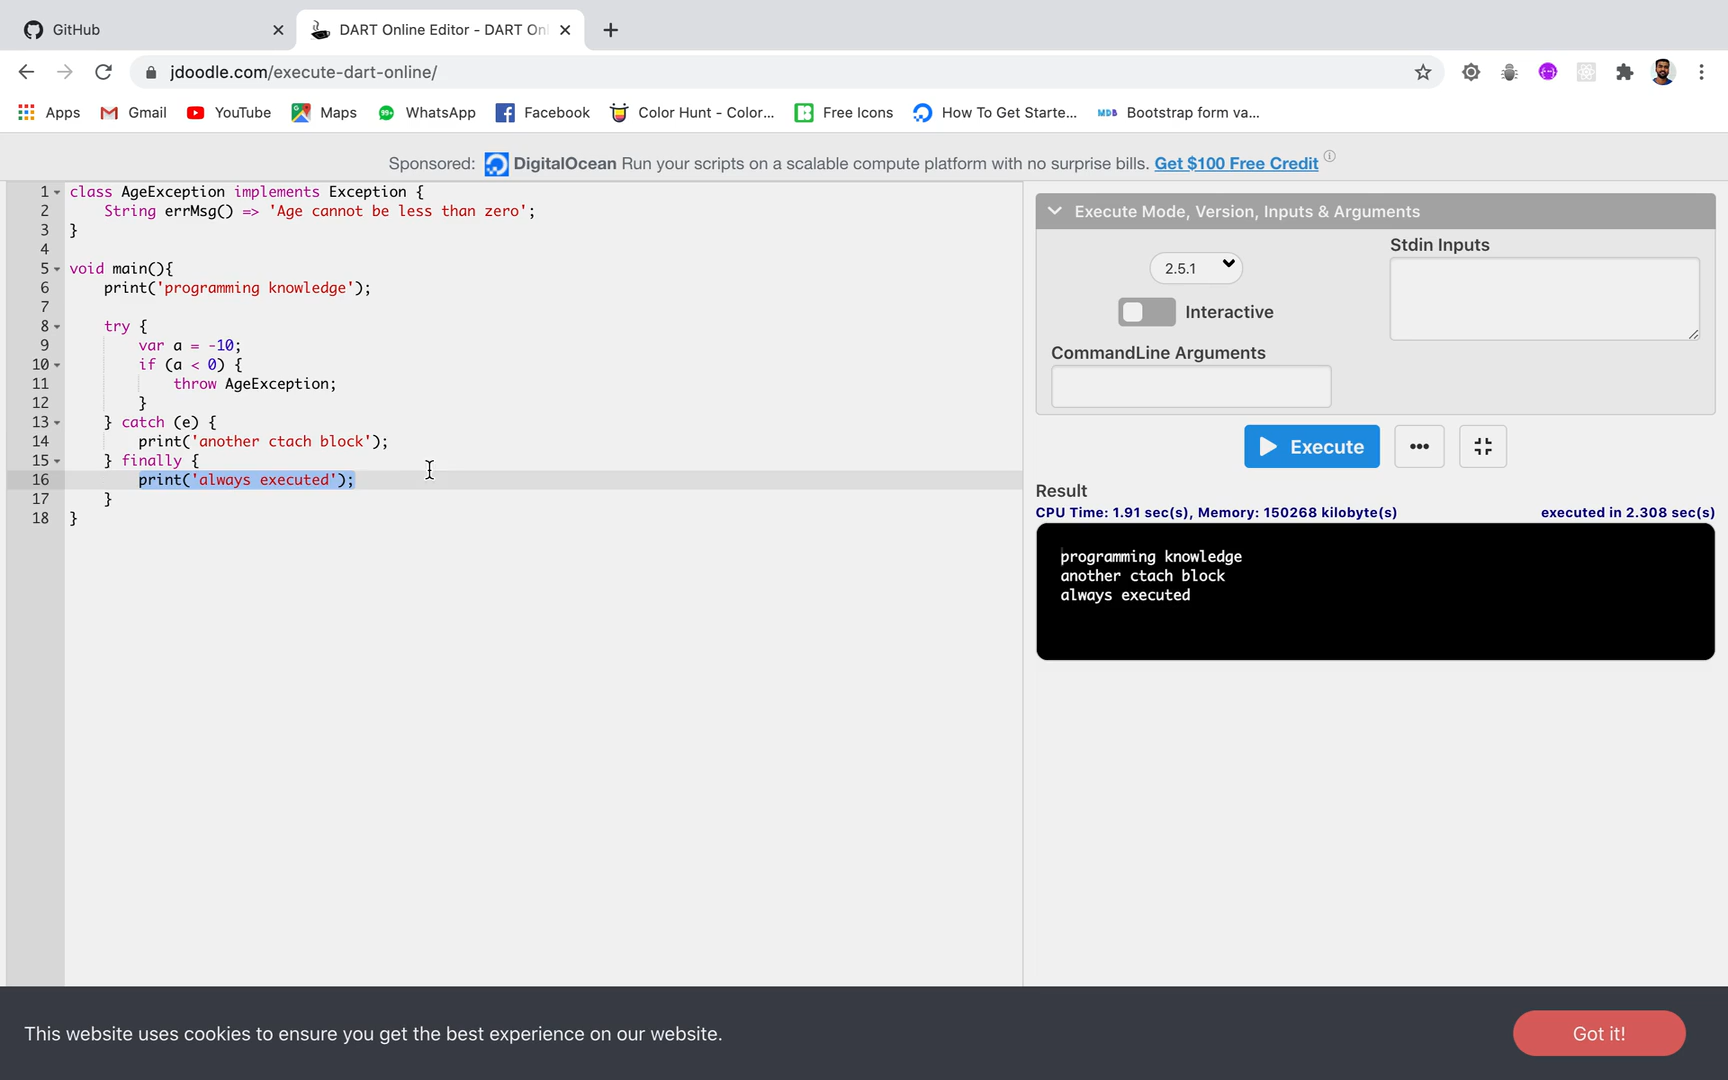 GitHub
DART Online Editor - DART Onl
jdoodle.com/execute-dart-online/
Apps
Gmail
YouTube
Maps
99+
WhatsApp
Facebook
Color Hunt - Color...
Free Icons
How To Get Starte...
MDB
Bootstrap form va...
Sponsored: DigitalOcean Run your scripts on a scalable compute platform with no surprise bills. Get $100 Free Credit
1 class AgeException implements Exception {
2 String errMsg() => 'Age cannot be less than zero';
3 }
4
5 void main(){
6 print('programming knowledge');
7
8 try {
9 var a = -10;
10 if (a < 0) {
11 throw AgeException;
12 }
13 } catch (e) {
14 print('another ctach block');
15 } finally {
16 print('always executed');
17 }
18 }
Execute Mode, Version, Inputs & Arguments
2.5.1
Interactive
Stdin Inputs
CommandLine Arguments
Execute
Result
CPU Time: 1.91 sec(s), Memory: 150268 kilobyte(s)
executed in 2.308 sec(s)
programming knowledge
another ctach block
always executed
This website uses cookies to ensure you get the best experience on our website.
Got it!